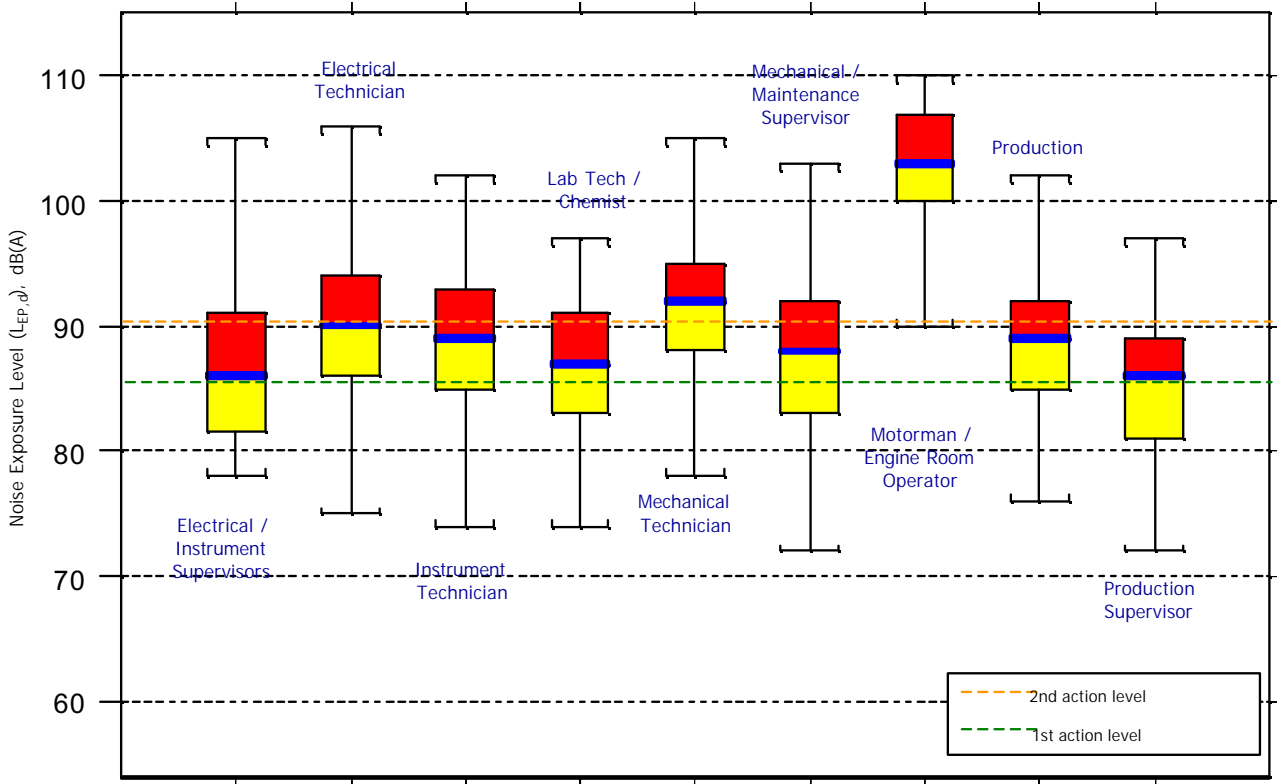 Noise Exposure Level (LEP,d), dB(A)
110
100
90
80
70
60
Electrical /
Instrument
Supervisors
Electrical
Technician
Instrument
Technician
Lab Tech /
Chemist
Mechanical
Technician
Mechanical /
Maintenance
Supervisor
Motorman /
Engine Room
Operator
Production
Production
Supervisor
2nd action level
1st action level